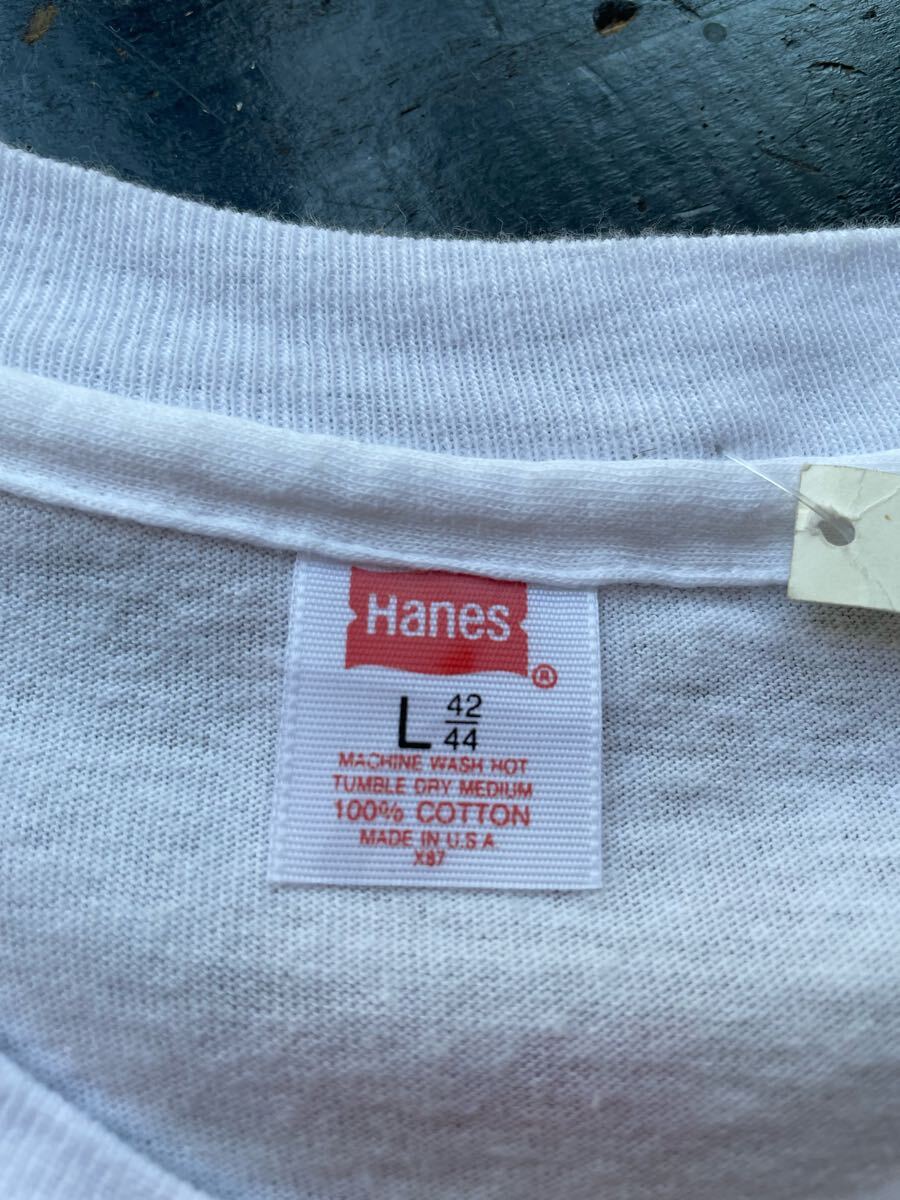 Hanes
®
L 42/44
MACHINE WASH HOT
TUMBLE DRY MEDIUM
100% COTTON
MADE IN U.S.A
X87